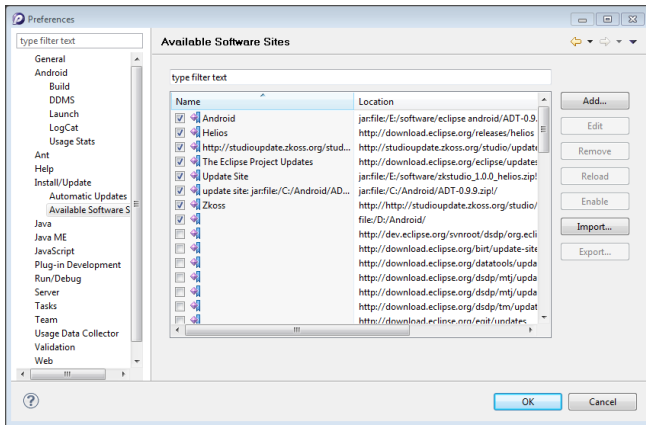 Preferences
type filter text
General
Android
Build
DDMS
Launch
LogCat
Usage Stats
Ant
Help
Install/Update
Automatic Updates
Available Software S
Java
Java ME
JavaScript
Plug-in Development
Run/Debug
Server
Tasks
Team
Usage Data Collector
Validation
Web
Available Software Sites
type filter text
Name Location
Android jar:file:/E:/software/eclipse android/ADT-0.9.
Helios http://download.eclipse.org/releases/helios
http://studioupdate.zkoss.org/stud... http://studioupdate.zkoss.org/studio/update
The Eclipse Project Updates http://download.eclipse.org/eclipse/updates
Update Site jar:file:/E:/software/zkstudio_1.0.0_helios.zip!
update site: jar:file:/C:/Android/AD... jar:file:/C:/Android/ADT-0.9.9.zip!/
Zkoss http://http://studioupdate.zkoss.org/studio/
file:/D:/Android/
http://dev.eclipse.org/svnroot/dsdp/org.ecli
http://download.eclipse.org/birt/update-site
http://download.eclipse.org/datatools/upda
http://download.eclipse.org/dsdp/mtj/upda
http://download.eclipse.org/dsdp/mtj/upda
http://download.eclipse.org/dsdp/tm/updat
http://download.eclipse.org/egit/updates
Add...
Edit
Remove
Reload
Enable
Import...
Export...
OK
Cancel